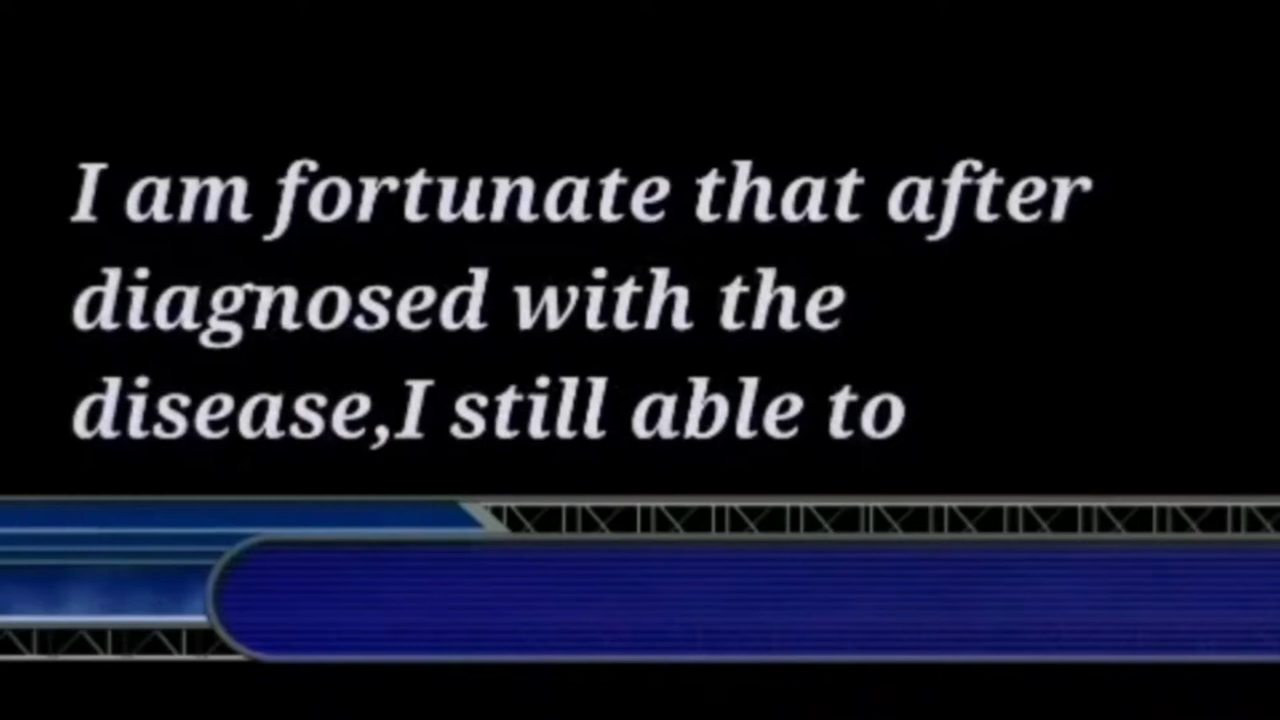 I am fortunate that after
diagnosed with the
disease,I still able to